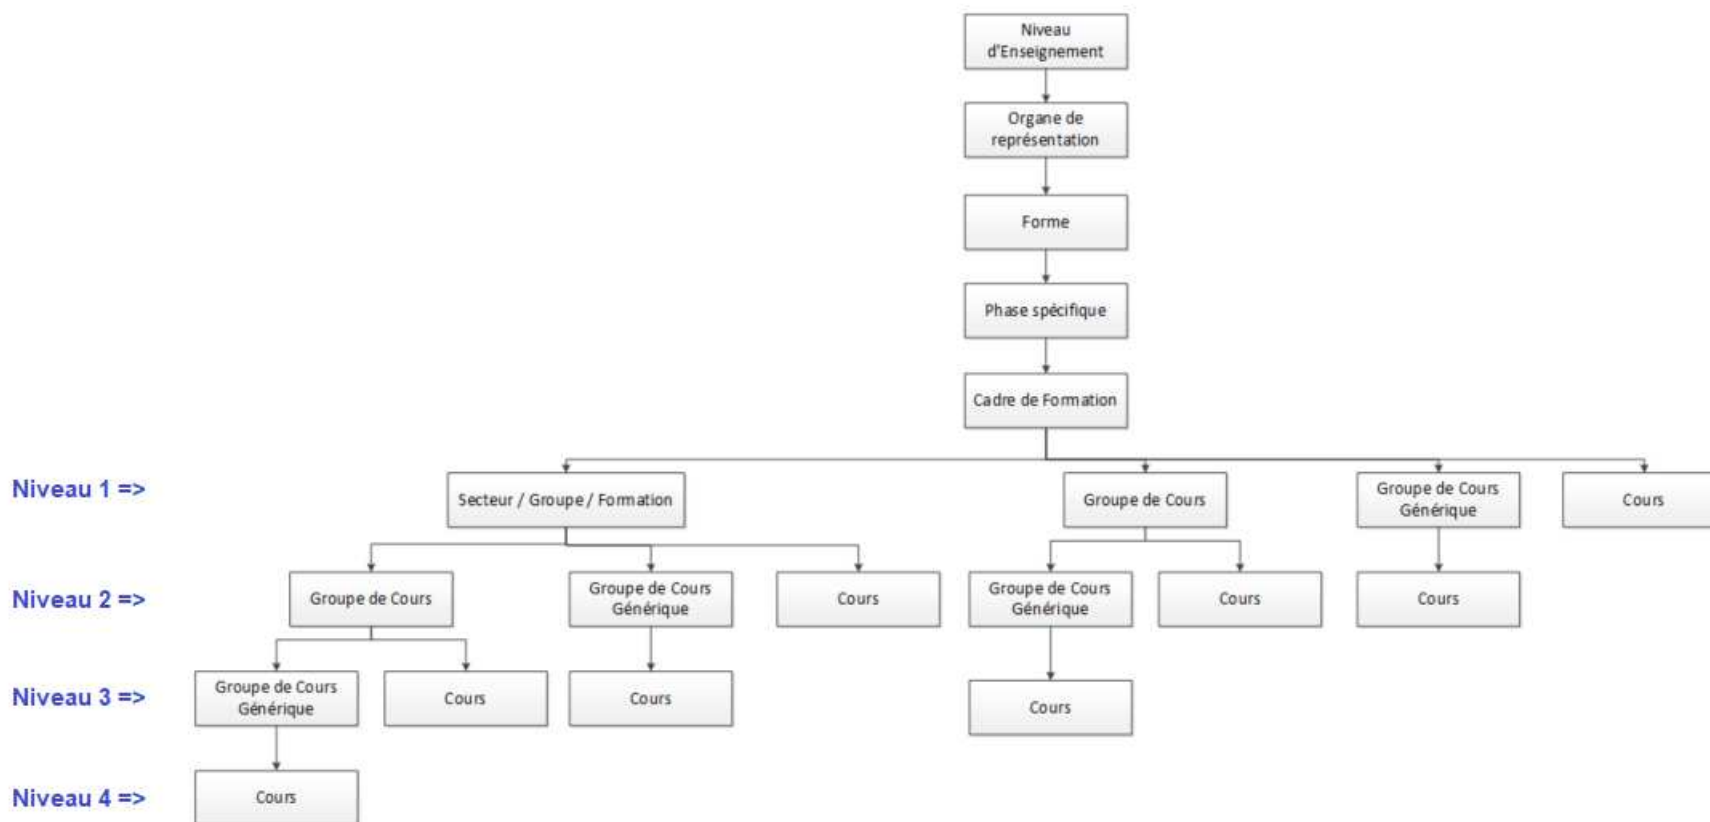 Niveau
d'Enseignement
Organe de
représentation
Forme
Phase spécifique
Cadre de Formation
Niveau 1 =>
Secteur / Groupe / Formation
Groupe de Cours
Groupe de Cours
Générique
Cours
Niveau 2 =>
Groupe de Cours
Groupe de Cours
Générique
Cours
Groupe de Cours
Générique
Cours
Cours
Niveau 3 =>
Groupe de Cours
Générique
Cours
Cours
Cours
Niveau 4 =>
Cours